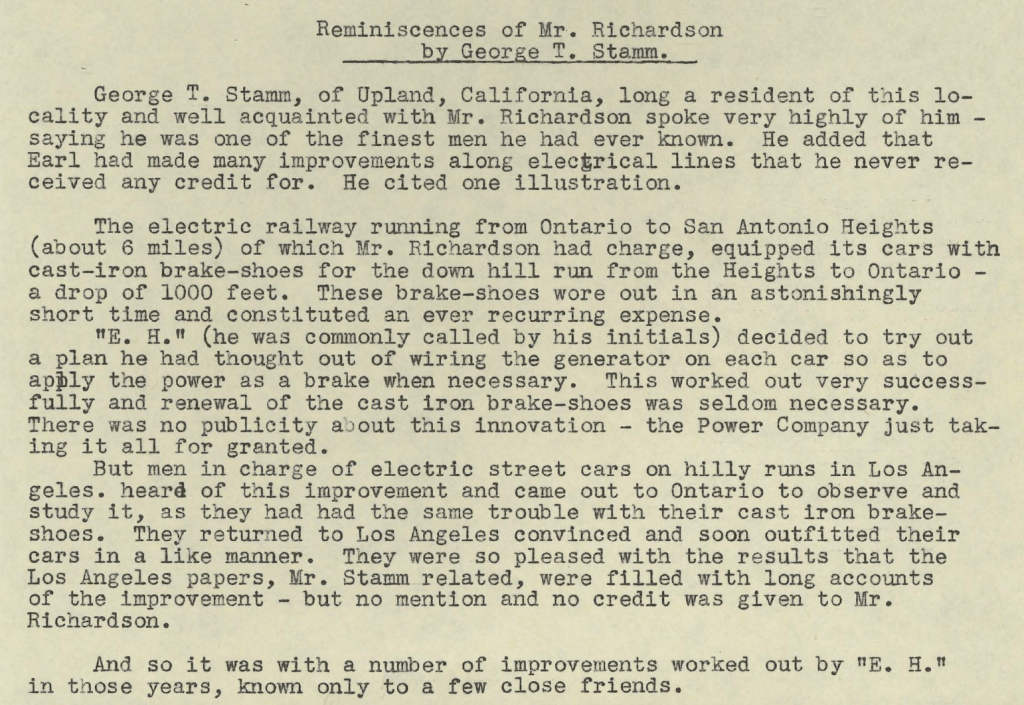 Reminiscences of Mr. Richardson
by George T. Stamm.
George T. Stamm, of Upland, California, long a resident of this lo-
cality and well acquainted with Mr. Richardson spoke very highly of him -
saying he was one of the finest men he had ever known. He added that
Earl had made many improvements along electrical lines that he never re-
ceived any credit for. He cited one illustration.
The electric railway running from Ontario to San Antonio Heights
(about 6 miles) of which Mr. Richardson had charge, equipped its cars with
cast-iron brake-shoes for the down hill run from the Heights to Ontario -
a drop of 1000 feet. These brake-shoes wore out in an astonishingly
short time and constituted an ever recurring expense.
"E. H." (he was commonly called by his initials) decided to try out
a plan he had thought out of wiring the generator on each car so as to
apply the power as a brake when necessary. This worked out very success-
fully and renewal of the cast iron brake-shoes was seldom necessary.
There was no publicity about this innovation - the Power Company just tak-
ing it all for granted.
But men in charge of electric street cars on hilly runs in Los An-
geles. heard of this improvement and came out to Ontario to observe and
study it, as they had had the same trouble with their cast iron brake-
shoes. They returned to Los Angeles convinced and soon outfitted their
cars in a like manner. They were so pleased with the results that the
Los Angeles papers, Mr. Stamm related, were filled with long accounts
of the improvement - but no mention and no credit was given to Mr.
Richardson.
And so it was with a number of improvements worked out by "E. H."
in those years, known only to a few close friends.